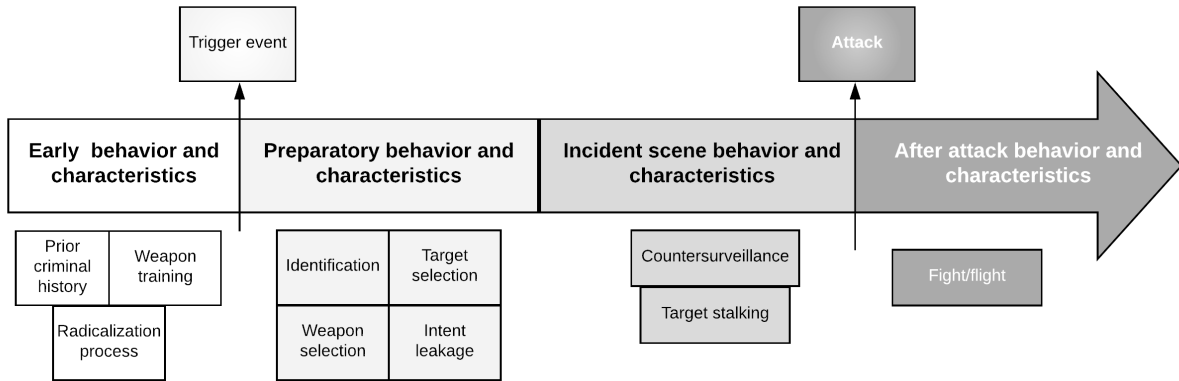 Trigger event
Attack
Early  behavior and
characteristics
Preparatory behavior and
characteristics
Incident scene behavior and
characteristics
After attack behavior and
characteristics
Prior
criminal
history
Weapon
training
Radicalization
process
Identification
Target
selection
Weapon
selection
Intent
leakage
Countersurveillance
Target stalking
Fight/flight